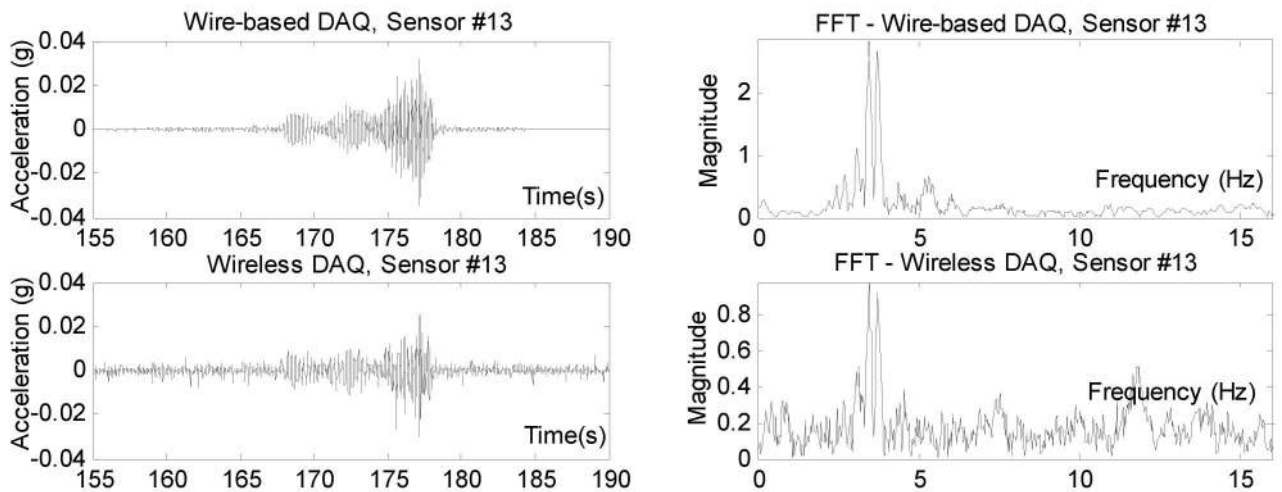 Wire-based DAQ, Sensor #13
0.04
0.02
0
-0.02
-0.04
Acceleration (g)
Time(s)
155 160 165 170 175 180 185 190
FFT - Wire-based DAQ, Sensor #13
2
1
0
Magnitude
Frequency (Hz)
0 5 10 15
Wireless DAQ, Sensor #13
0.04
0.02
0
-0.02
-0.04
Acceleration (g)
Time(s)
155 160 165 170 175 180 185 190
FFT - Wireless DAQ, Sensor #13
0.8
0.6
0.4
0.2
0
Magnitude
Frequency (Hz)
0 5 10 15